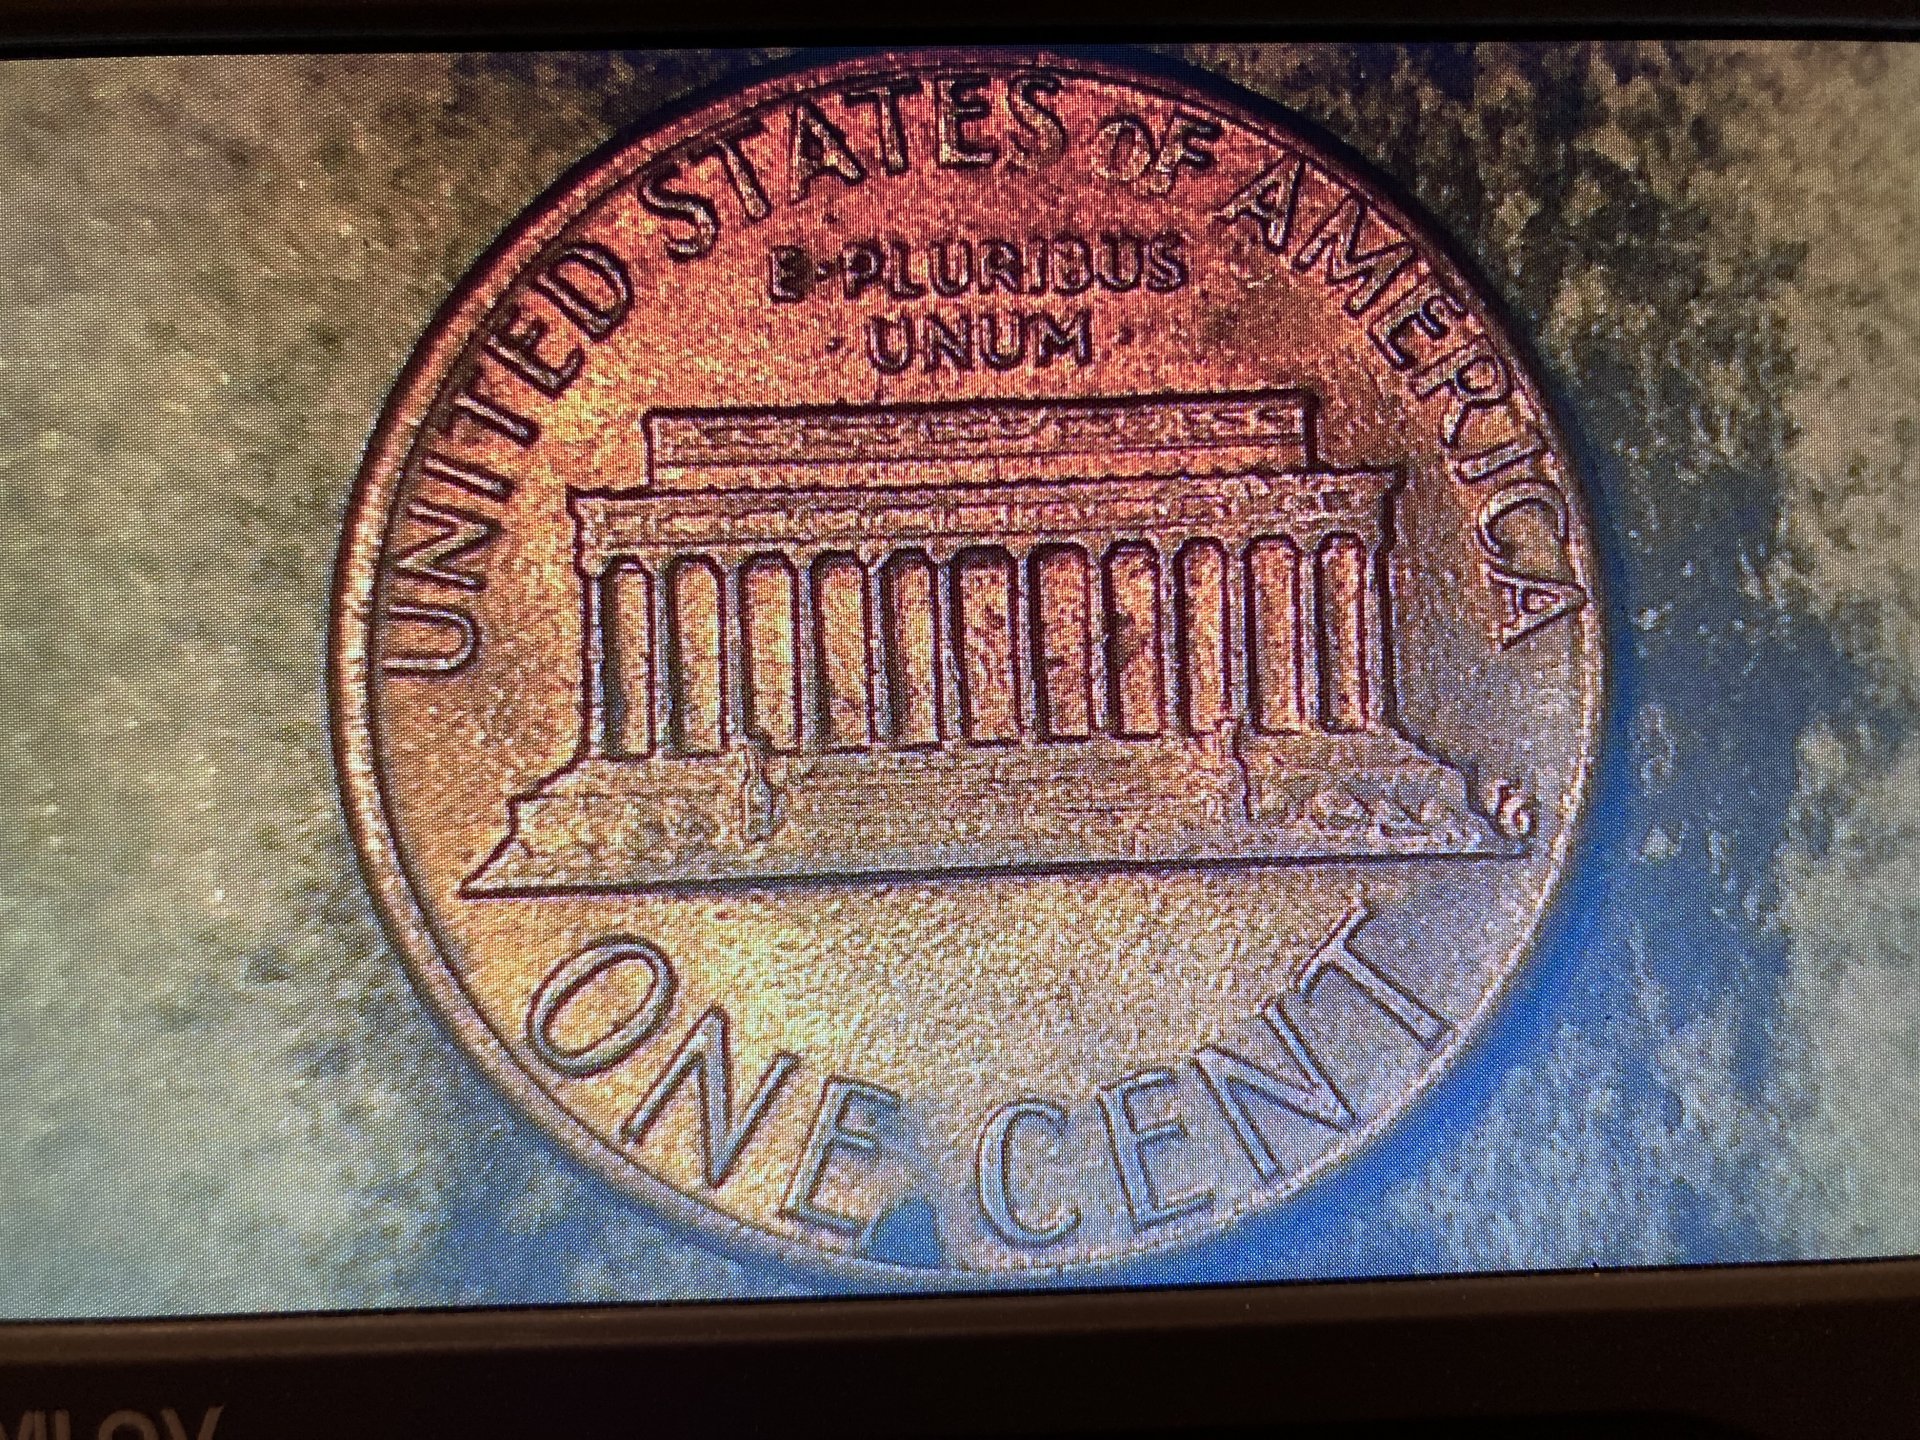 UNITED STATES OF AMERICA
E·PLURIBUS
·UNUM·
ONE CENT